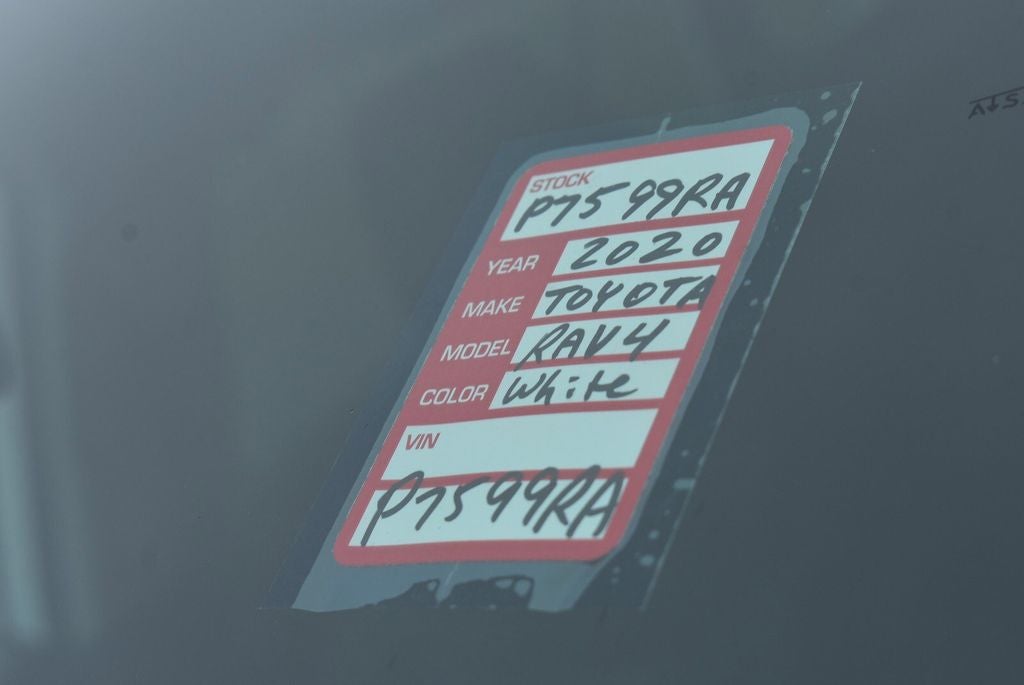 STOCK
P7599RA
YEAR 2020
MAKE TOYOTA
MODEL RAV4
COLOR White
VIN
P7599RA